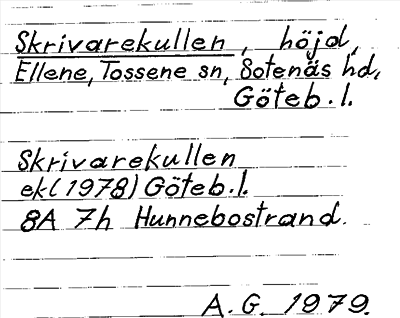 Skrivarekullen, höjd,
Ellene, Tossene sn, Sotenäs hd,
Göteb. l.
Skrivarekullen
ek (1978) Göteb. l.
8A 7h Hunnebostrand.
A. G. 1979.